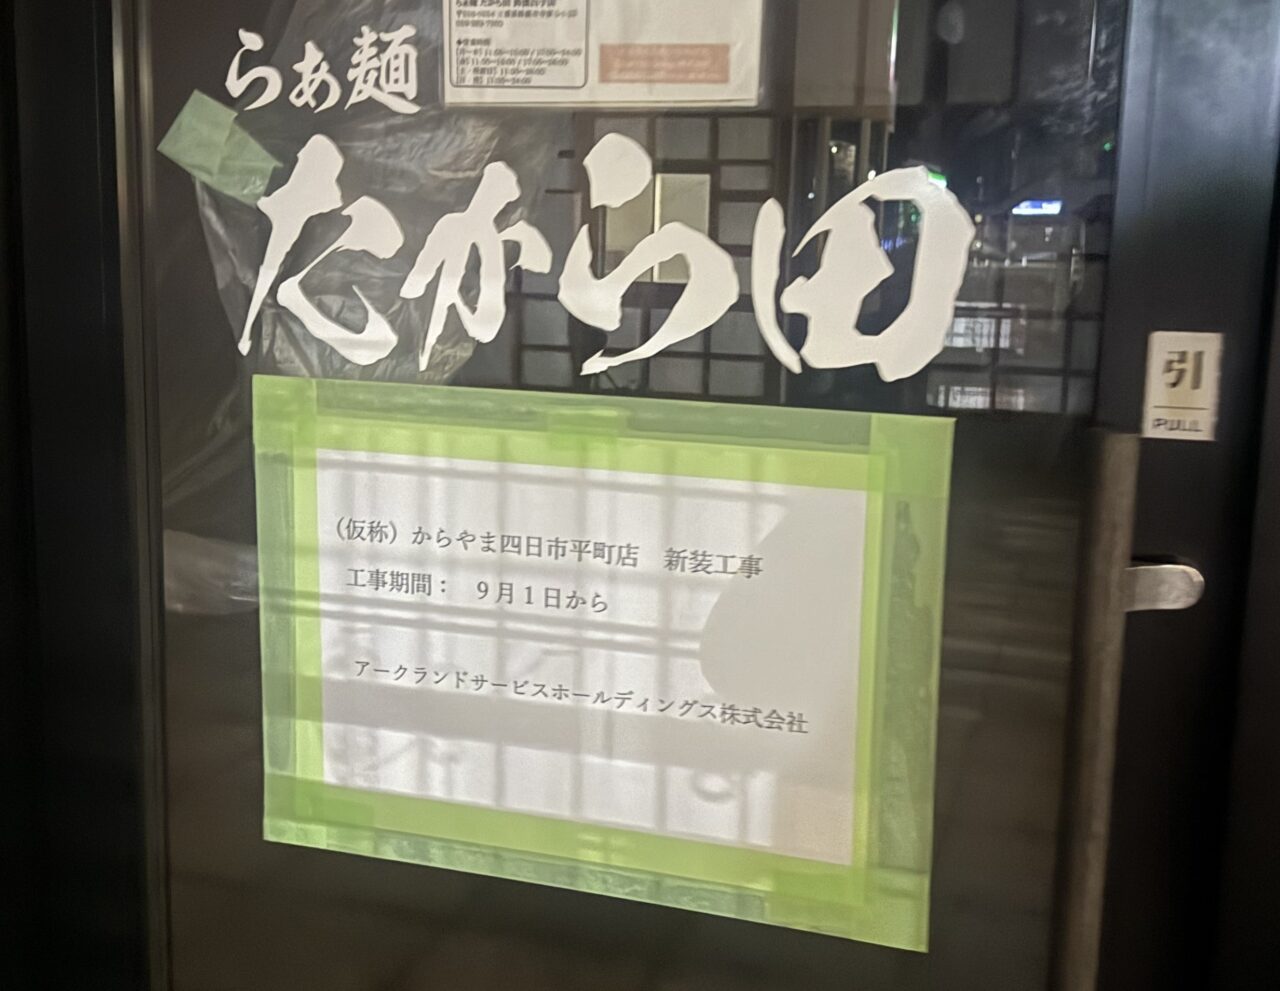 らぁ麺
たから田
引
PULL
（仮称）からやま四日市平町店　新装工事
工事期間：　９月１日から
アークランドサービスホールディングス株式会社